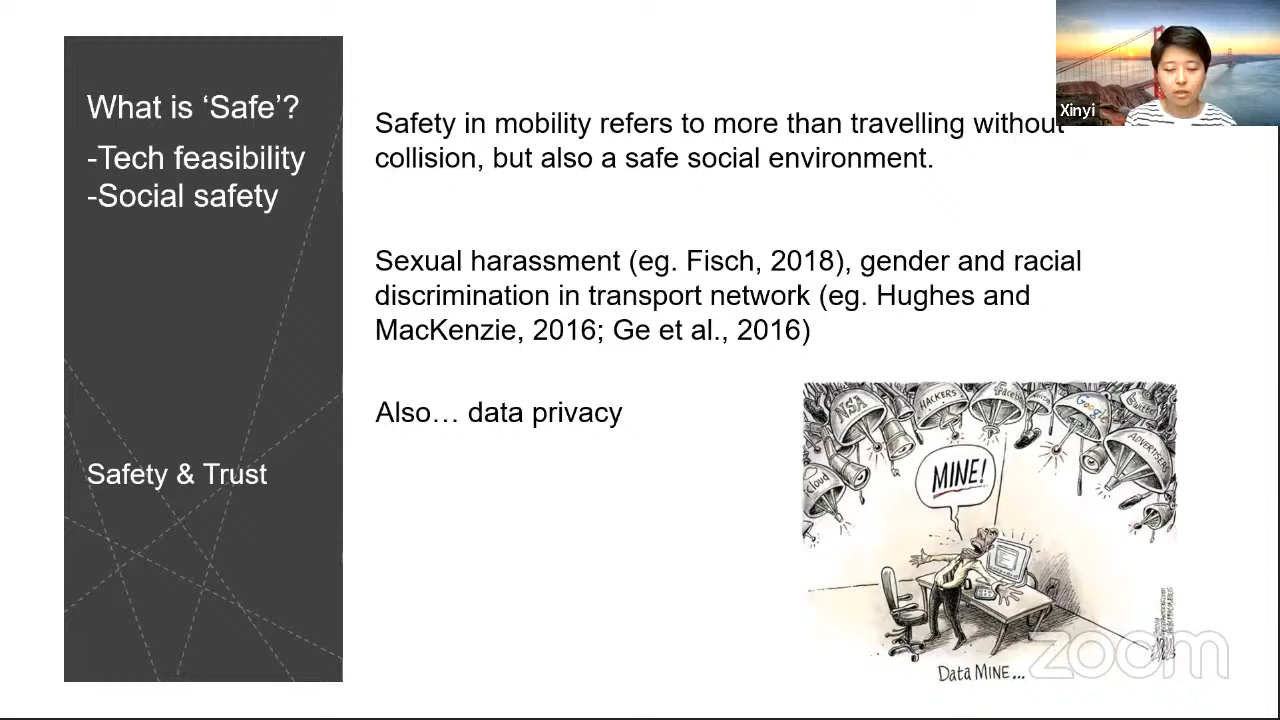 What is ‘Safe’?
-Tech feasibility
-Social safety
Safety & Trust
Safety in mobility refers to more than travelling without
collision, but also a safe social environment.
Sexual harassment (eg. Fisch, 2018), gender and racial
discrimination in transport network (eg. Hughes and
MacKenzie, 2016; Ge et al., 2016)
Also… data privacy
Xinyi
NSA
HACKERS
Google
twitter
ADVERTISERS
iCloud
MINE!
Data MINE...
zoom